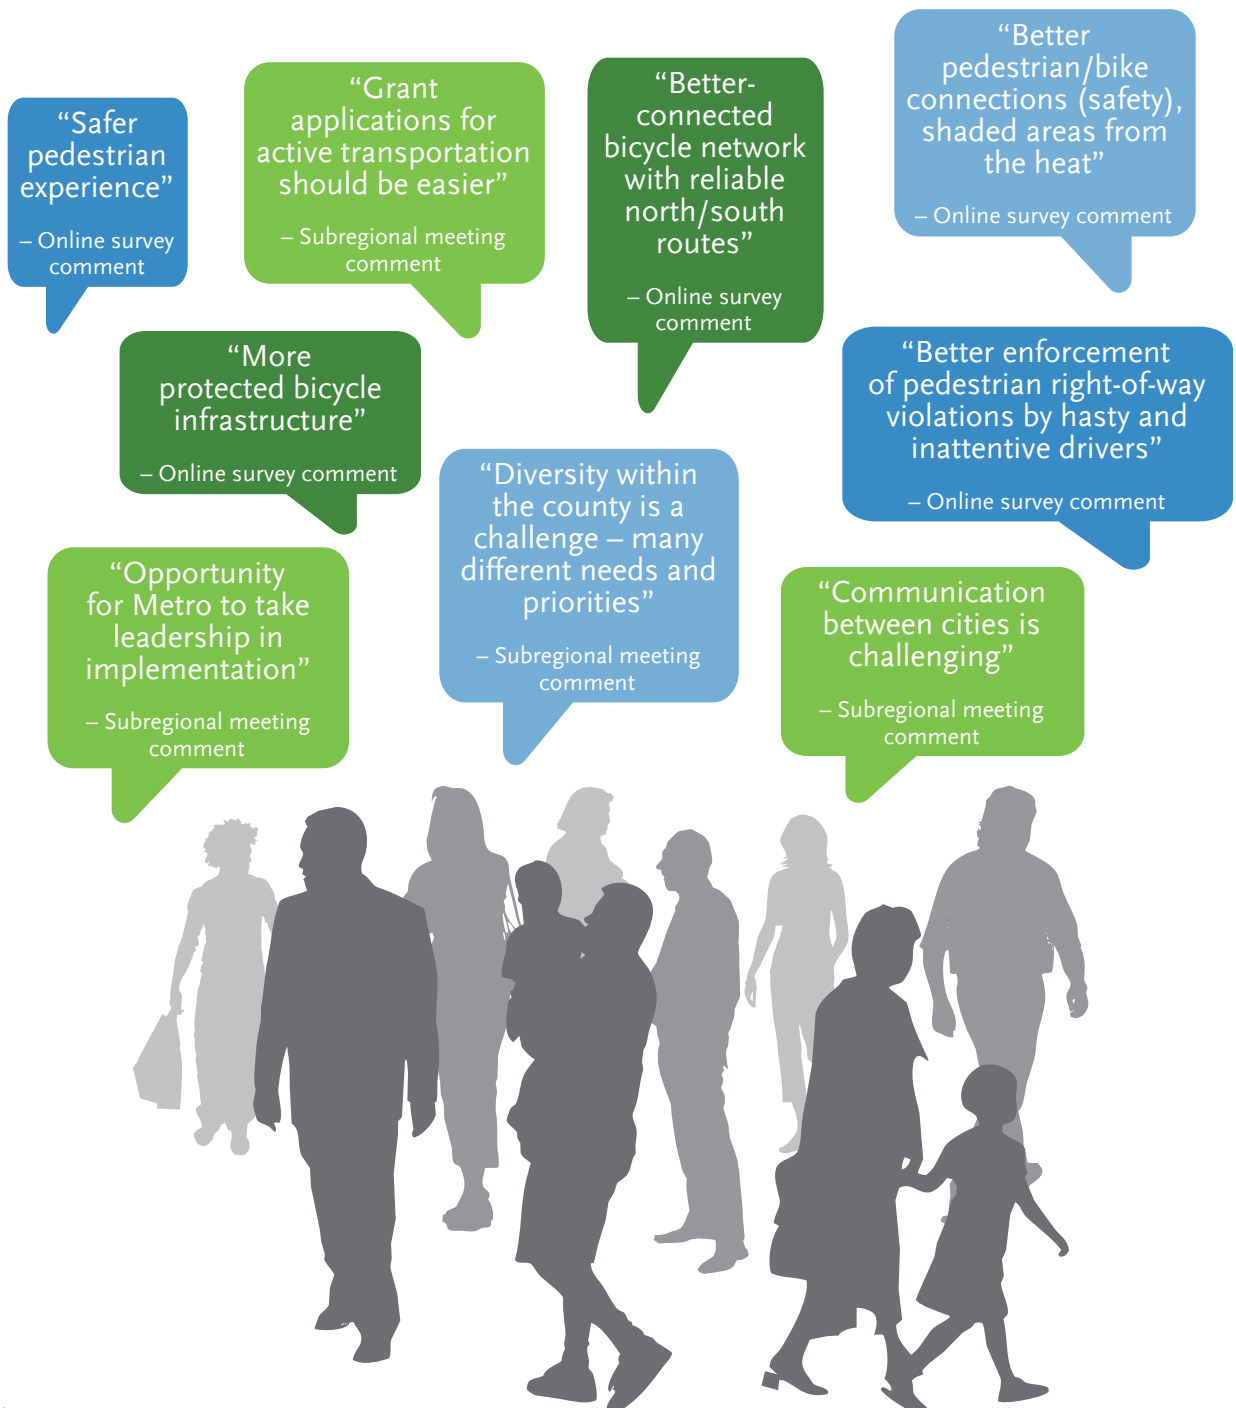 “Safer
pedestrian
experience”
– Online survey
comment
“Grant
applications for
active transportation
should be easier”
– Subregional meeting
comment
“Better-
connected
bicycle network
with reliable
north/south
routes”
– Online survey
comment
“Better
pedestrian/bike
connections (safety),
shaded areas from
the heat”
– Online survey comment
“More
protected bicycle
infrastructure”
– Online survey comment
“Diversity within
the county is a
challenge – many
different needs and
priorities”
– Subregional meeting
comment
“Better enforcement
of pedestrian right-of-way
violations by hasty and
inattentive drivers”
– Online survey comment
“Opportunity
for Metro to take
leadership in
implementation”
– Subregional meeting
comment
“Communication
between cities is
challenging”
– Subregional meeting
comment